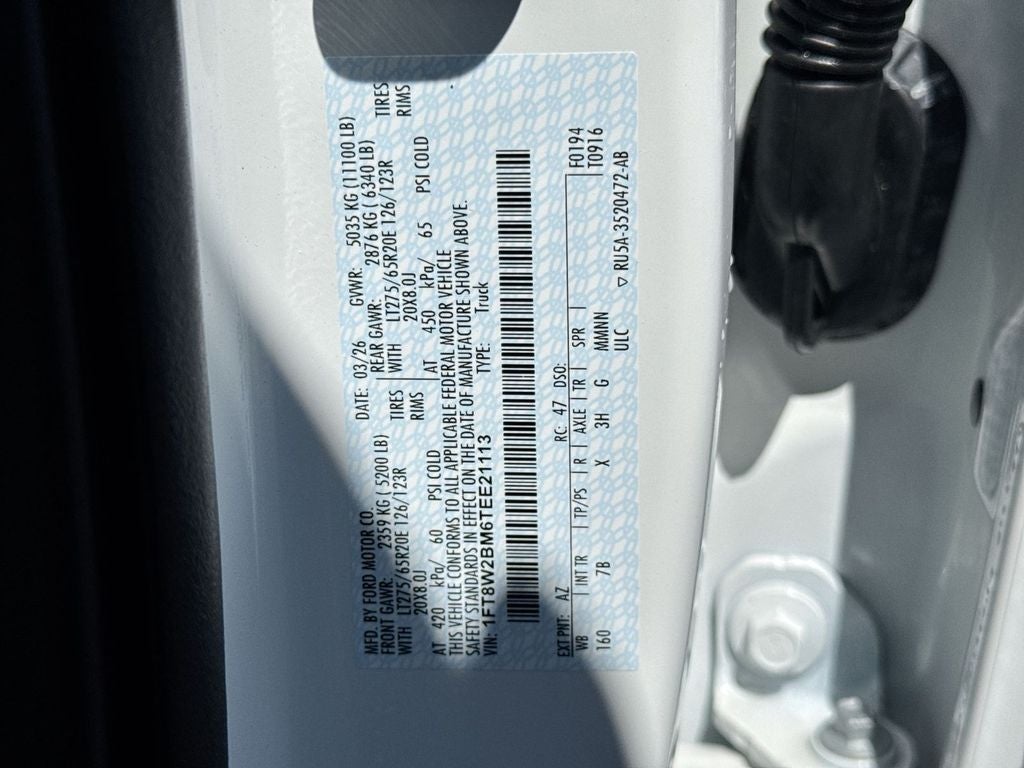 MFD. BY FORD MOTOR CO. DATE: 03/26 GVWR: 5035 KG (11100 LB)
FRONT GAWR: 2359 KG ( 5200 LB) REAR GAWR: 2876 KG ( 6340 LB)
WITH LT275/65R20E 126/123R TIRES WITH LT275/65R20E 126/123R TIRES
20X8.0J RIMS 20X8.0J RIMS
AT 420 kPa/ 60 PSI COLD AT 450 kPa/ 65 PSI COLD
THIS VEHICLE CONFORMS TO ALL APPLICABLE FEDERAL MOTOR VEHICLE
SAFETY STANDARDS IN EFFECT ON THE DATE OF MANUFACTURE SHOWN ABOVE.
VIN: 1FT8W2BM6TEE21113 TYPE: Truck
EXT PNT: AZ RC: 47 DSO: F0194
WB INT TR TP/PS R AXLE TR SPR T0916
160 7B X 3H G MMNN
ULC ▽ RU5A-3520472-AB